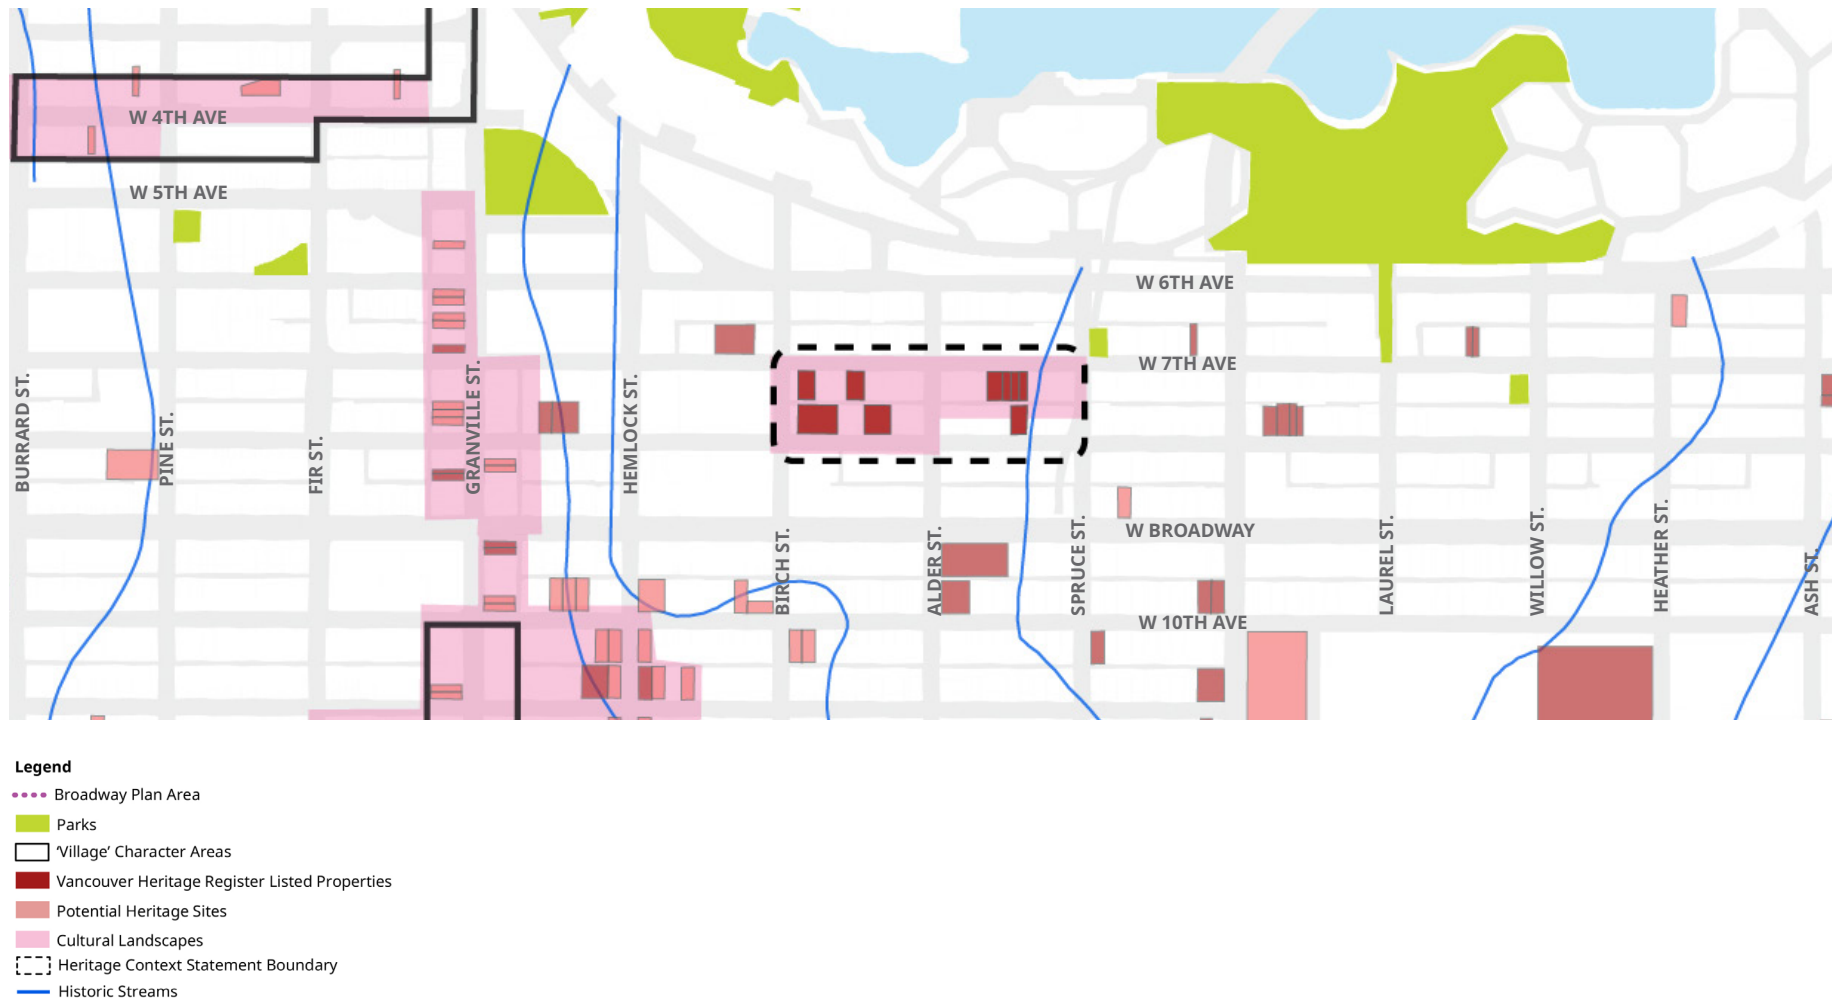 W 4TH AVE
W 5TH AVE
W 6TH AVE
W 7TH AVE
BURRARD ST.
PINE ST.
FIR ST.
GRANVILLE ST.
HEMLOCK ST.
BIRCH ST.
ALDER ST.
SPRUCE ST.
LAUREL ST.
WILLOW ST.
HEATHER ST.
ASH ST.
W BROADWAY
W 10TH AVE
Legend
Broadway Plan Area
Parks
‘Village’ Character Areas
Vancouver Heritage Register Listed Properties
Potential Heritage Sites
Cultural Landscapes
Heritage Context Statement Boundary
Historic Streams